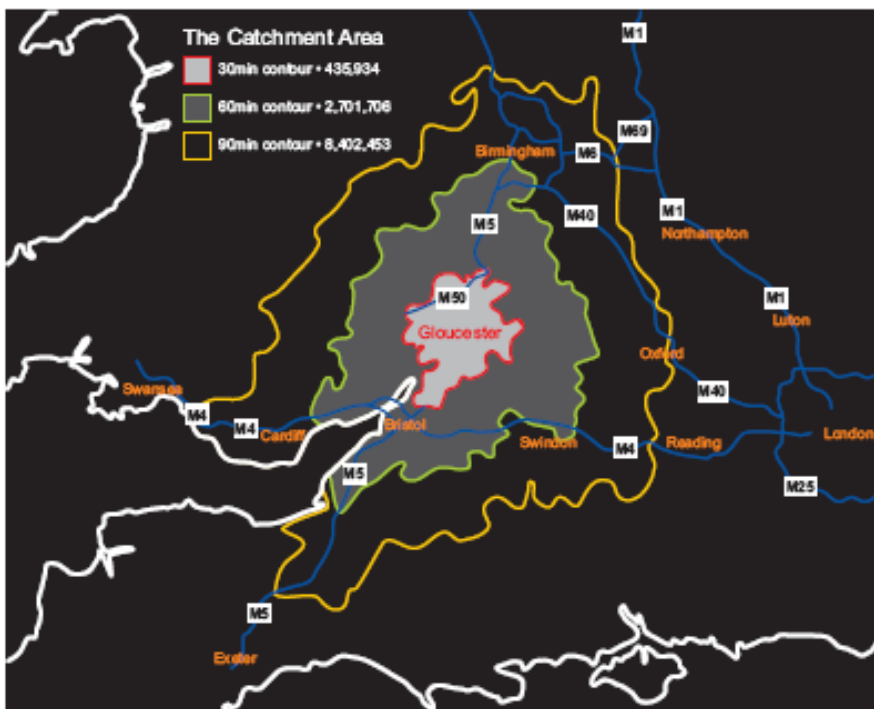 The Catchment Area
30min contour • 435,934
60min contour • 2,701,706
90min contour • 8,402,453
M1
M69
Birmingham
M6
M40
M1
M5
Northampton
M50
M1
Gloucester
Luton
Oxford
Swansea
M40
M4
M4
Cardiff
Bristol
Swindon
M4
Reading
London
M5
M25
M5
Exeter